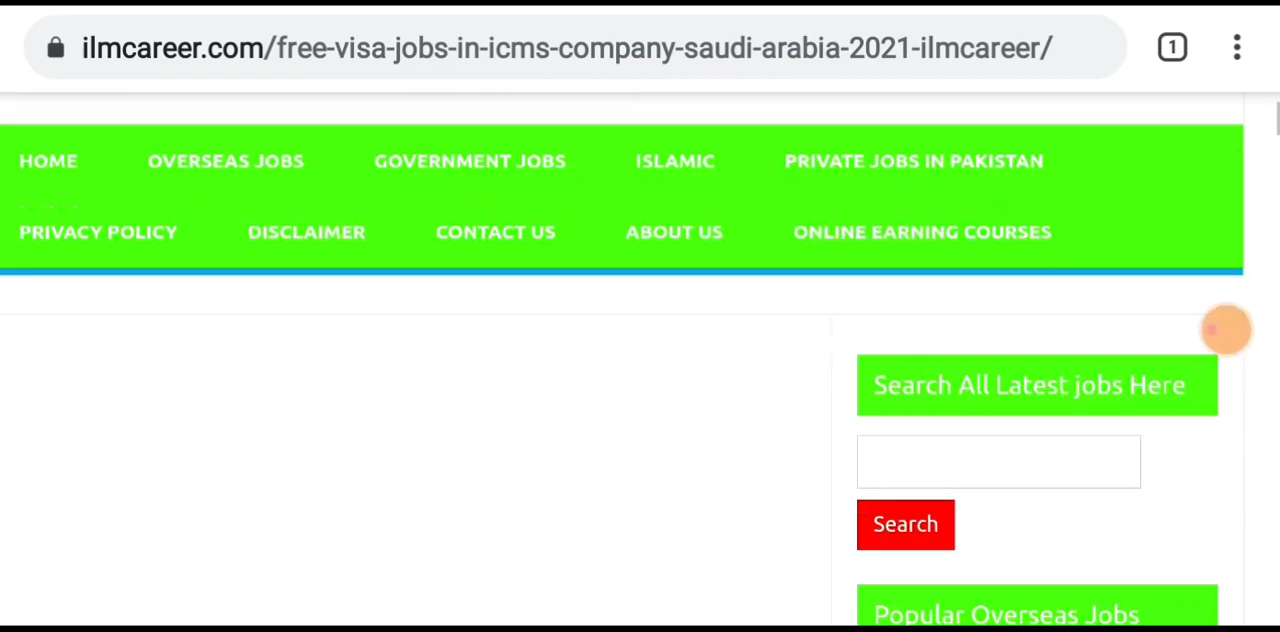 ilmcareer.com/free-visa-jobs-in-icms-company-saudi-arabia-2021-ilmcareer/
1
HOME OVERSEAS JOBS GOVERNMENT JOBS ISLAMIC PRIVATE JOBS IN PAKISTAN
PRIVACY POLICY DISCLAIMER CONTACT US ABOUT US ONLINE EARNING COURSES
Search All Latest jobs Here
Search
Popular Overseas Jobs